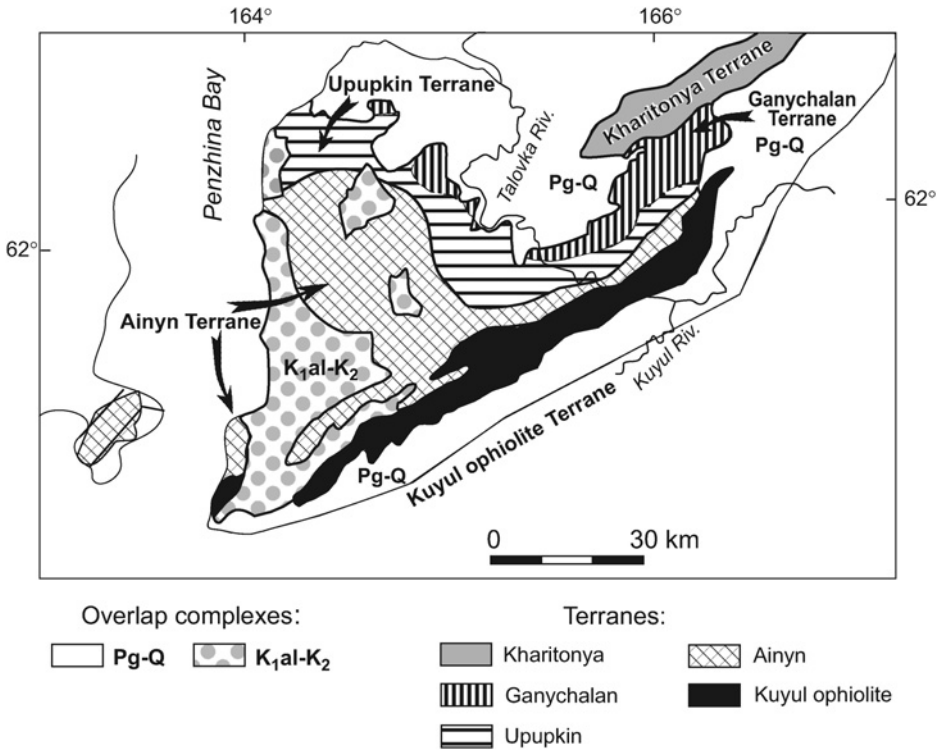 164° 166°
Penzhina Bay
Upupkin Terrane
Kharitonya Terrane
Ganychalan
Terrane
Pg-Q
Talovka Riv.
Pg-Q
62°
62°
Ainyn Terrane
K₁al-K₂
Kuyul Riv.
Kuyul ophiolite Terrane
Pg-Q
0 30 km
Overlap complexes:
Pg-Q K₁al-K₂
Terranes:
Kharitonya Ainyn
Ganychalan Kuyul ophiolite
Upupkin